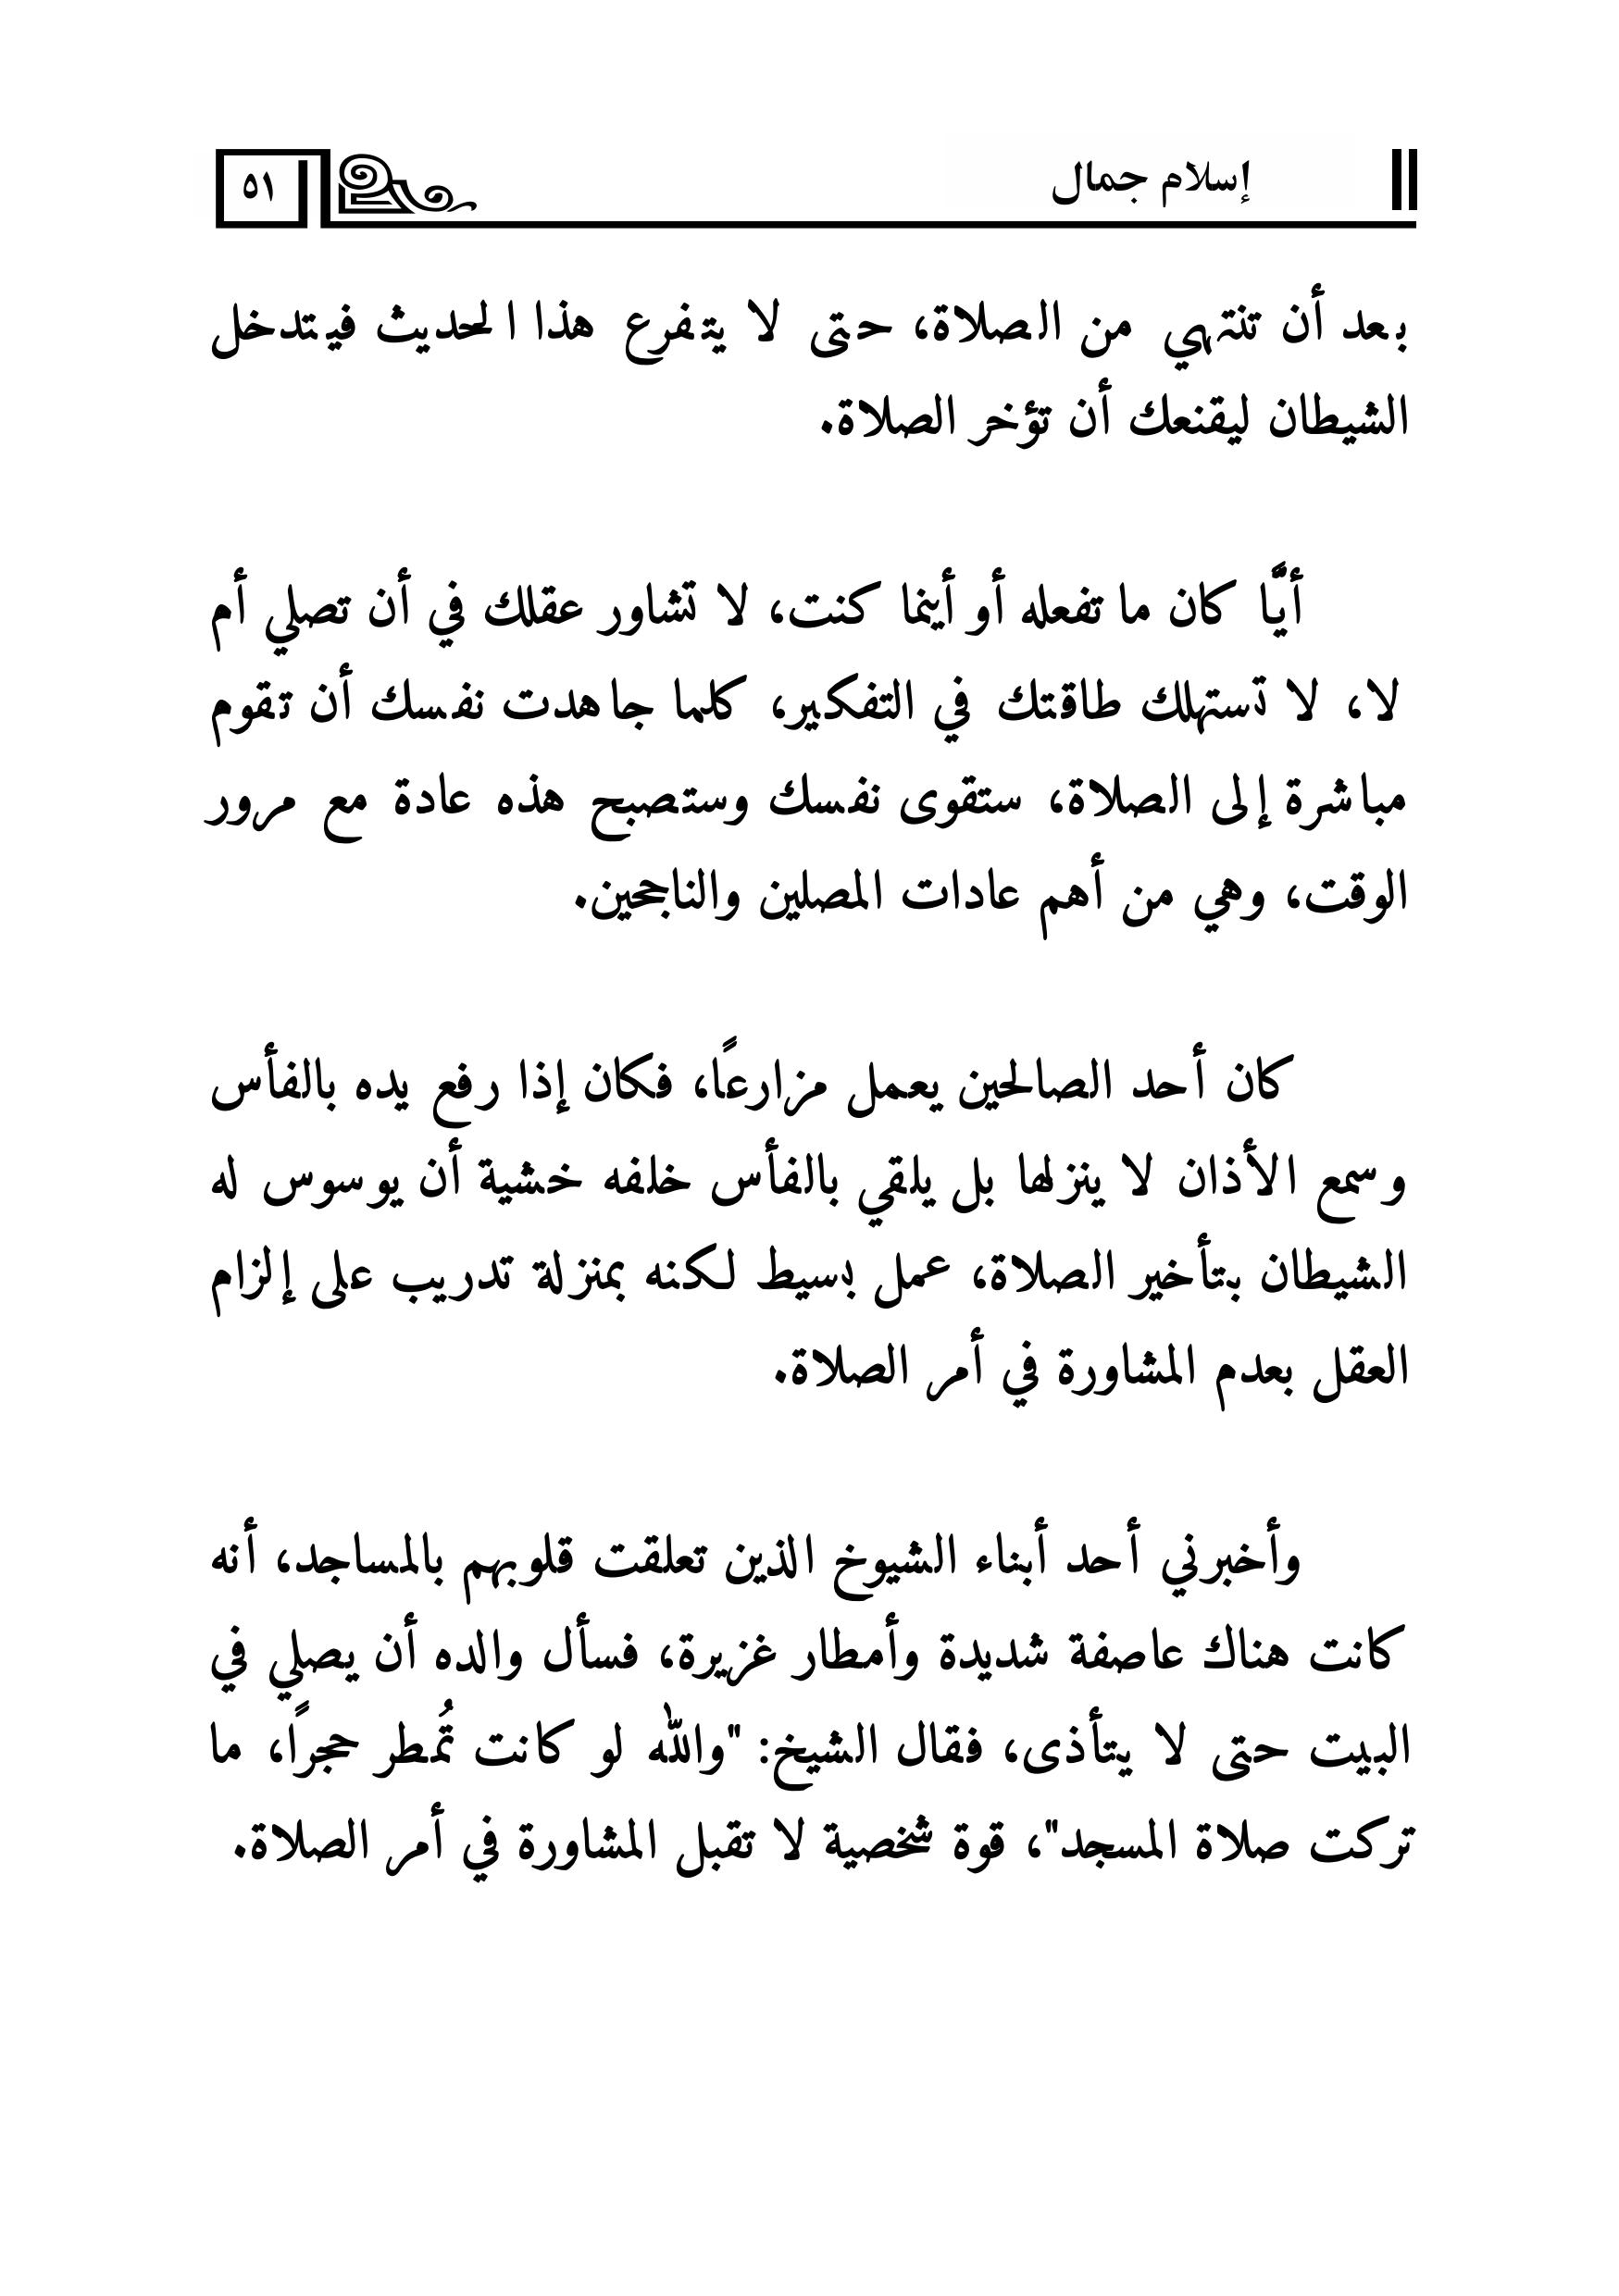 إسلام جمال
٥١
بعد أن تنتهي من الصلاة، حتى لا يتفرع هذا الحديث فيتدخل
الشيطان ليقنعك أن تؤخر الصلاة.
أيًّا كان ما تفعله أو أينما كنت، لا تشاور عقلك في أن تصلي أم
لا، لا تستهلك طاقتك في التفكير، كلما جاهدت نفسك أن تقوم
مباشرة إلى الصلاة، ستقوى نفسك وستصبح هذه عادة مع مرور
الوقت، وهي من أهم عادات المصلين والناجحين.
كان أحد الصالحين يعمل مزارعًا، فكان إذا رفع يده بالفأس
وسمع الأذان لا ينزلها بل يلقي بالفأس خلفه خشية أن يوسوس له
الشيطان بتأخير الصلاة، عمل بسيط لكنه بمنزلة تدريب على إلزام
العقل بعدم المشاورة في أمر الصلاة.
وأخبرني أحد أبناء الشيوخ الذين تعلقت قلوبهم بالمساجد، أنه
كانت هناك عاصفة شديدة وأمطار غزيرة، فسأل والده أن يصلي في
البيت حتى لا يتأذى، فقال الشيخ: "والله لو كانت تُمطر حجرًا، ما
تركت صلاة المسجد"، قوة شخصية لا تقبل المشاورة في أمر الصلاة.